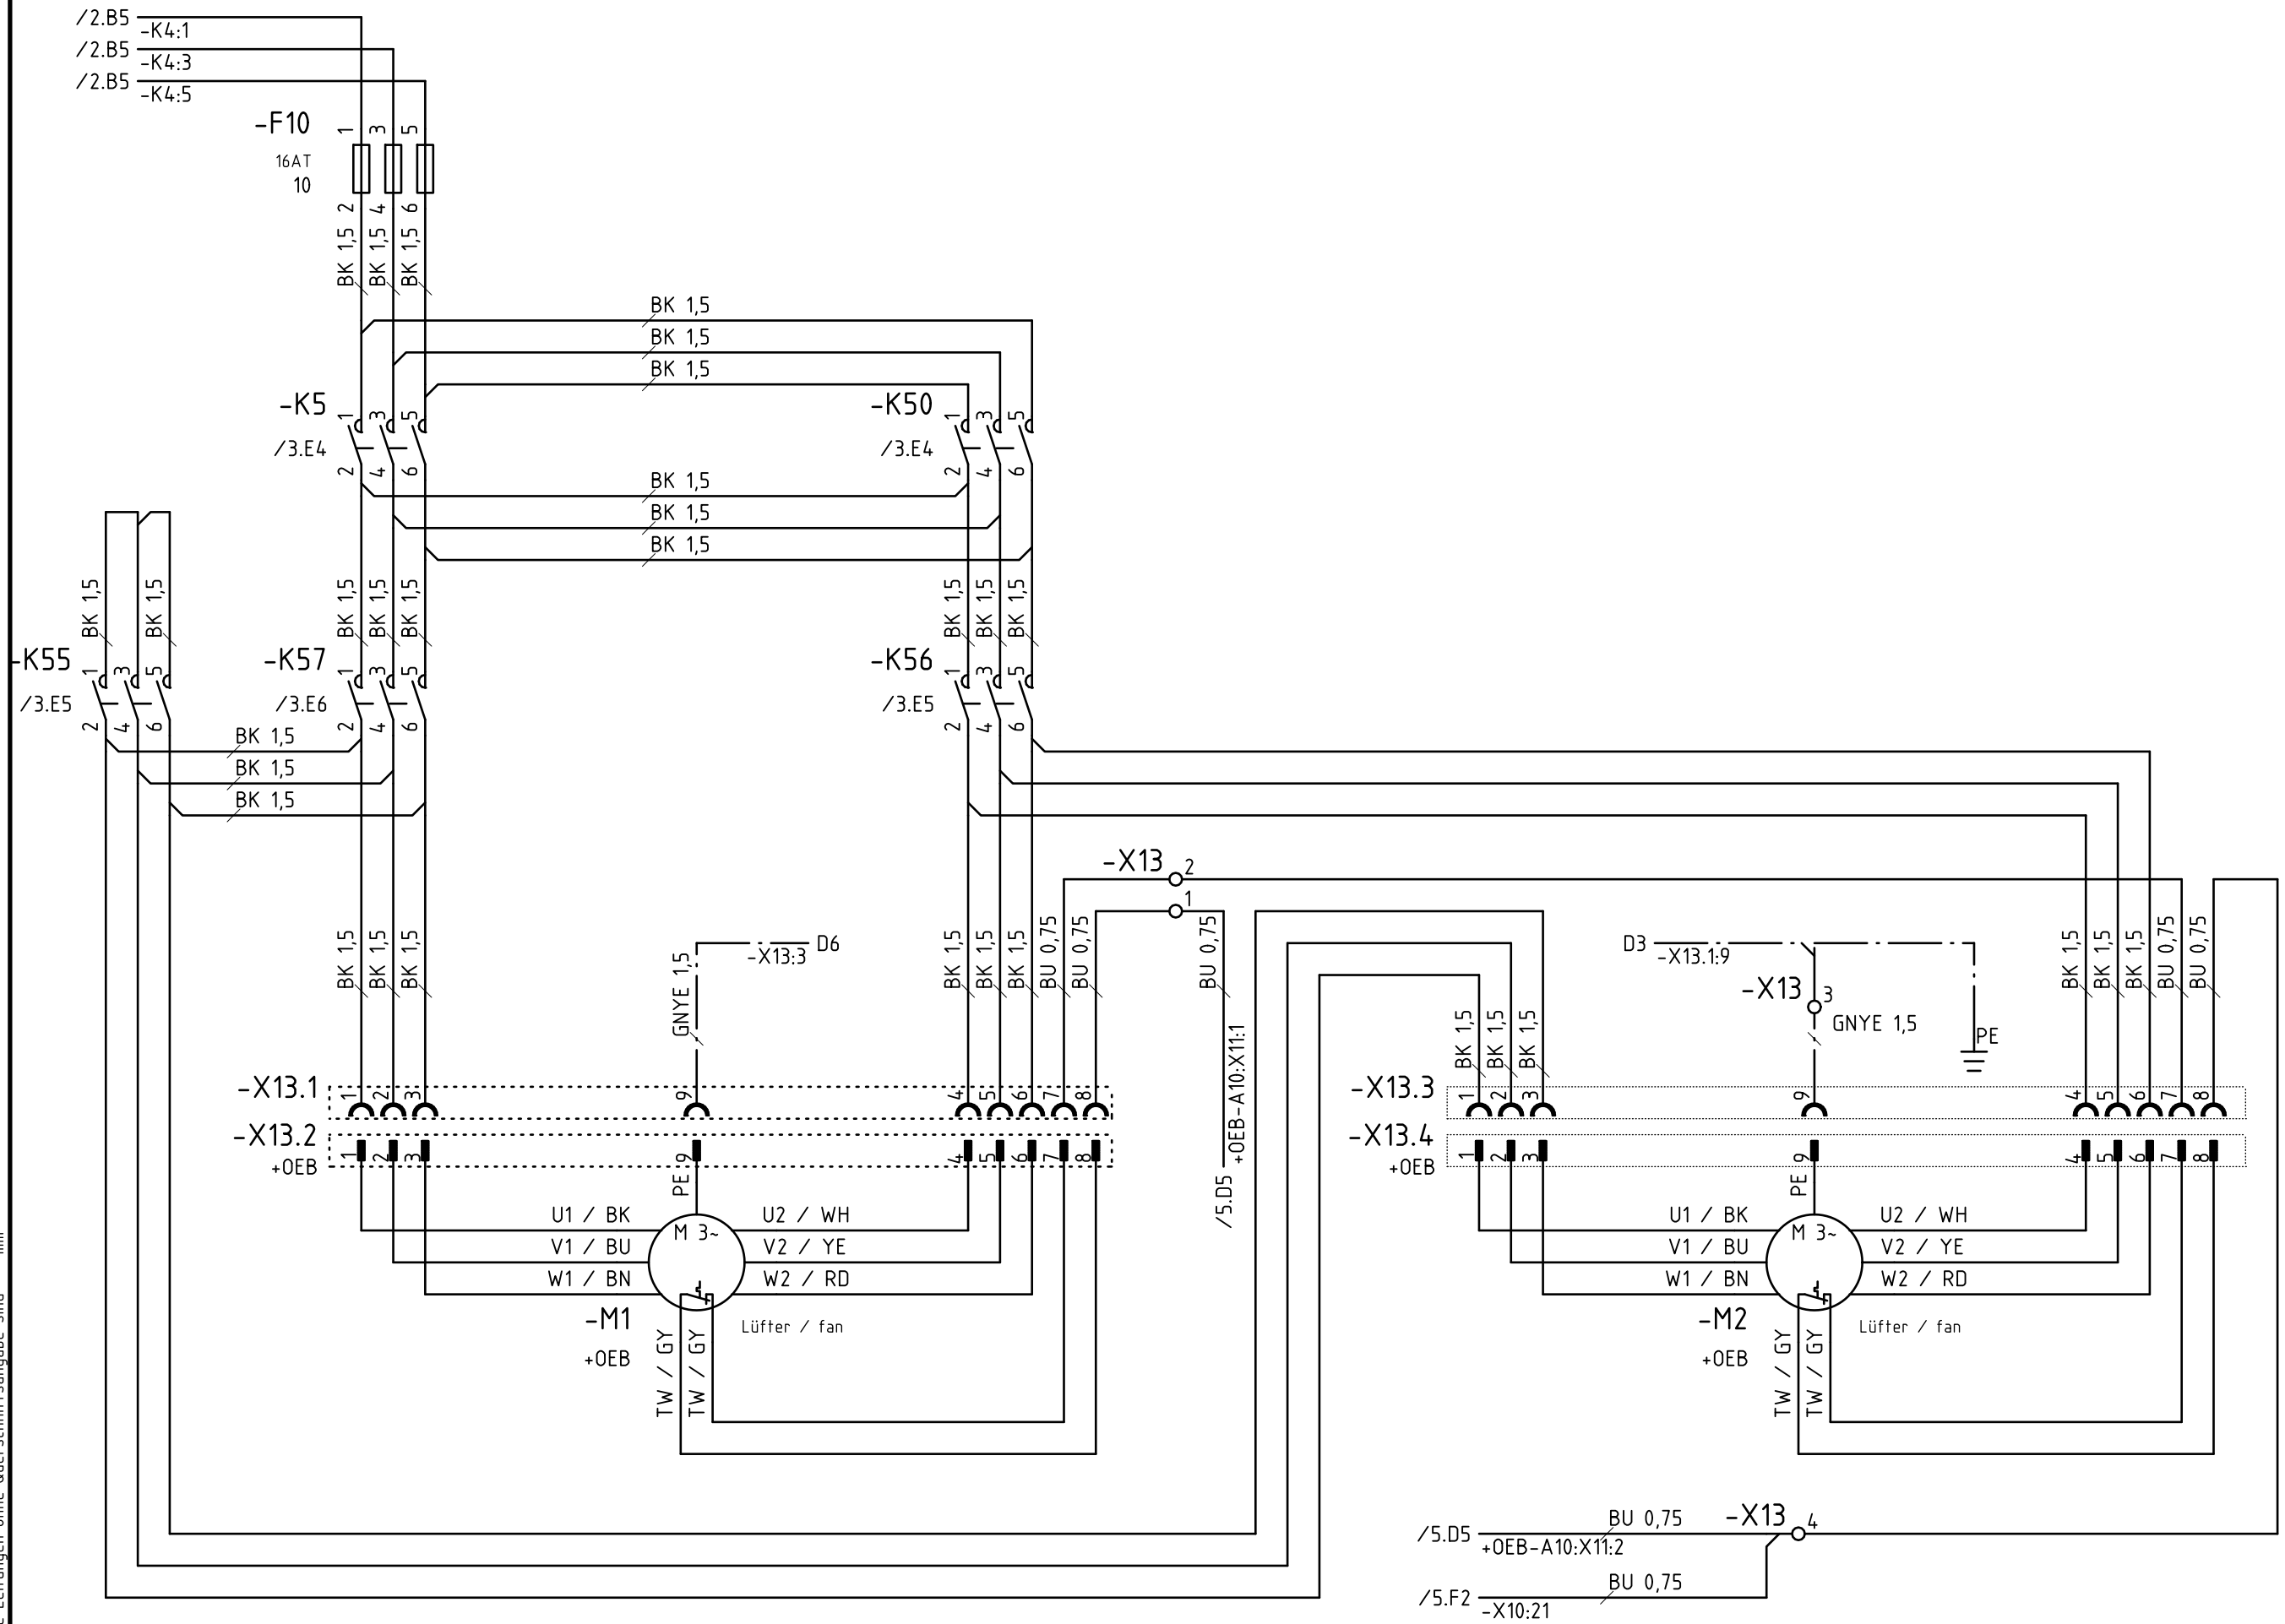 /2.B5
-K4:1
/2.B5
-K4:3
/2.B5
-K4:5
-F10
16AT
10
1 3 5
2 4 6
BK 1,5
BK 1,5
BK 1,5
BK 1,5
BK 1,5
BK 1,5
-K5
/3.E4
1 3 5
2 4 6
-K50
/3.E4
1 3 5
2 4 6
BK 1,5
BK 1,5
BK 1,5
BK 1,5
BK 1,5
BK 1,5
BK 1,5
BK 1,5
BK 1,5
BK 1,5
BK 1,5
-K55
/3.E5
1 3 5
2 4 6
-K57
/3.E6
1 3 5
2 4 6
-K56
/3.E5
1 3 5
2 4 6
BK 1,5
BK 1,5
BK 1,5
-X13
2
1
BK 1,5
BK 1,5
BK 1,5
GNYE 1,5
D6
-X13:3
BK 1,5
BK 1,5
BK 1,5
BU 0,75
BU 0,75
BU 0,75
+OEB-A10:X11:1
/5.D5
D3
-X13.1:9
-X13
3
GNYE 1,5
PE
BK 1,5
BK 1,5
BK 1,5
BK 1,5
BK 1,5
BK 1,5
BU 0,75
BU 0,75
-X13.1
1 2 3 9 4 5 6 7 8
-X13.2
+OEB
1 2 3 9 4 5 6 7 8
-X13.3
1 2 3 9 4 5 6 7 8
-X13.4
+OEB
1 2 3 9 4 5 6 7 8
PE
U1 / BK
V1 / BU
W1 / BN
M 3~
U2 / WH
V2 / YE
W2 / RD
-M1
+OEB
Lüfter / fan
TW / GY
TW / GY
PE
U1 / BK
V1 / BU
W1 / BN
M 3~
U2 / WH
V2 / YE
W2 / RD
-M2
+OEB
Lüfter / fan
TW / GY
TW / GY
/5.D5
BU 0,75
+OEB-A10:X11:2
-X13
4
/5.F2
BU 0,75
-X10:21